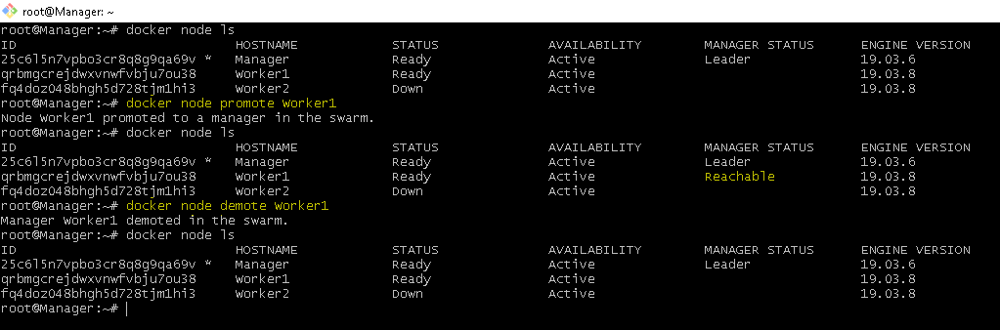 root@Manager: ~
root@Manager:~# docker node ls
ID HOSTNAME STATUS AVAILABILITY MANAGER STATUS ENGINE VERSION
25c6l5n7vpbo3cr8q8g9qa69v * Manager Ready Active Leader 19.03.6
qrbmgcrejdwxvnwfvbju7ou38 Worker1 Ready Active 19.03.8
fq4doz048bhgh5d728tjm1hi3 Worker2 Down Active 19.03.8
root@Manager:~# docker node promote Worker1
Node Worker1 promoted to a manager in the swarm.
root@Manager:~# docker node ls
ID HOSTNAME STATUS AVAILABILITY MANAGER STATUS ENGINE VERSION
25c6l5n7vpbo3cr8q8g9qa69v * Manager Ready Active Leader 19.03.6
qrbmgcrejdwxvnwfvbju7ou38 Worker1 Ready Active Reachable 19.03.8
fq4doz048bhgh5d728tjm1hi3 Worker2 Down Active 19.03.8
root@Manager:~# docker node demote Worker1
Manager Worker1 demoted in the swarm.
root@Manager:~# docker node ls
ID HOSTNAME STATUS AVAILABILITY MANAGER STATUS ENGINE VERSION
25c6l5n7vpbo3cr8q8g9qa69v * Manager Ready Active Leader 19.03.6
qrbmgcrejdwxvnwfvbju7ou38 Worker1 Ready Active 19.03.8
fq4doz048bhgh5d728tjm1hi3 Worker2 Down Active 19.03.8
root@Manager:~#